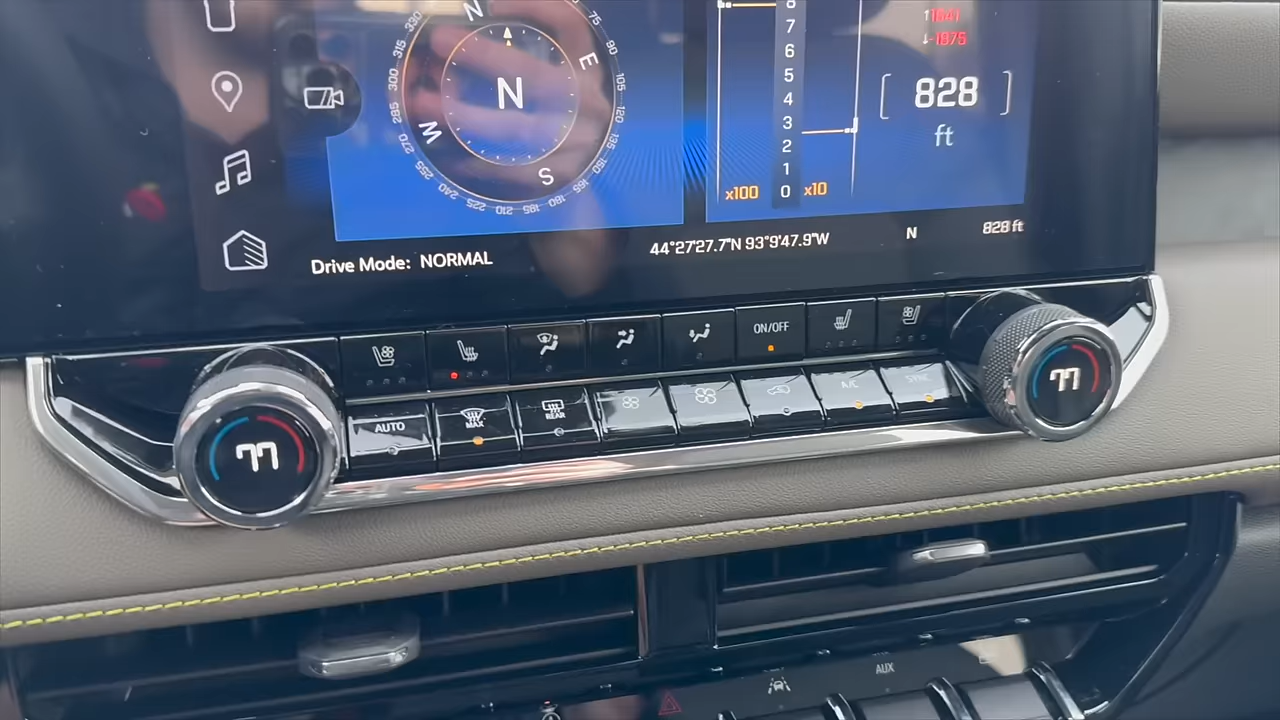 N
330
315
300
285
270
255
240
225
210
195
180
165
150
135
120
105
90
75
E
S
W
N
8
7
6
5
4
3
2
1
0
x100
x10
↑1841
↓-1875
828
ft
Drive Mode: NORMAL
44°27'27.7"N 93°9'47.9"W
N
828 ft
ON/OFF
77
AUTO
MAX
REAR
A/C
SYNC
77
AUX